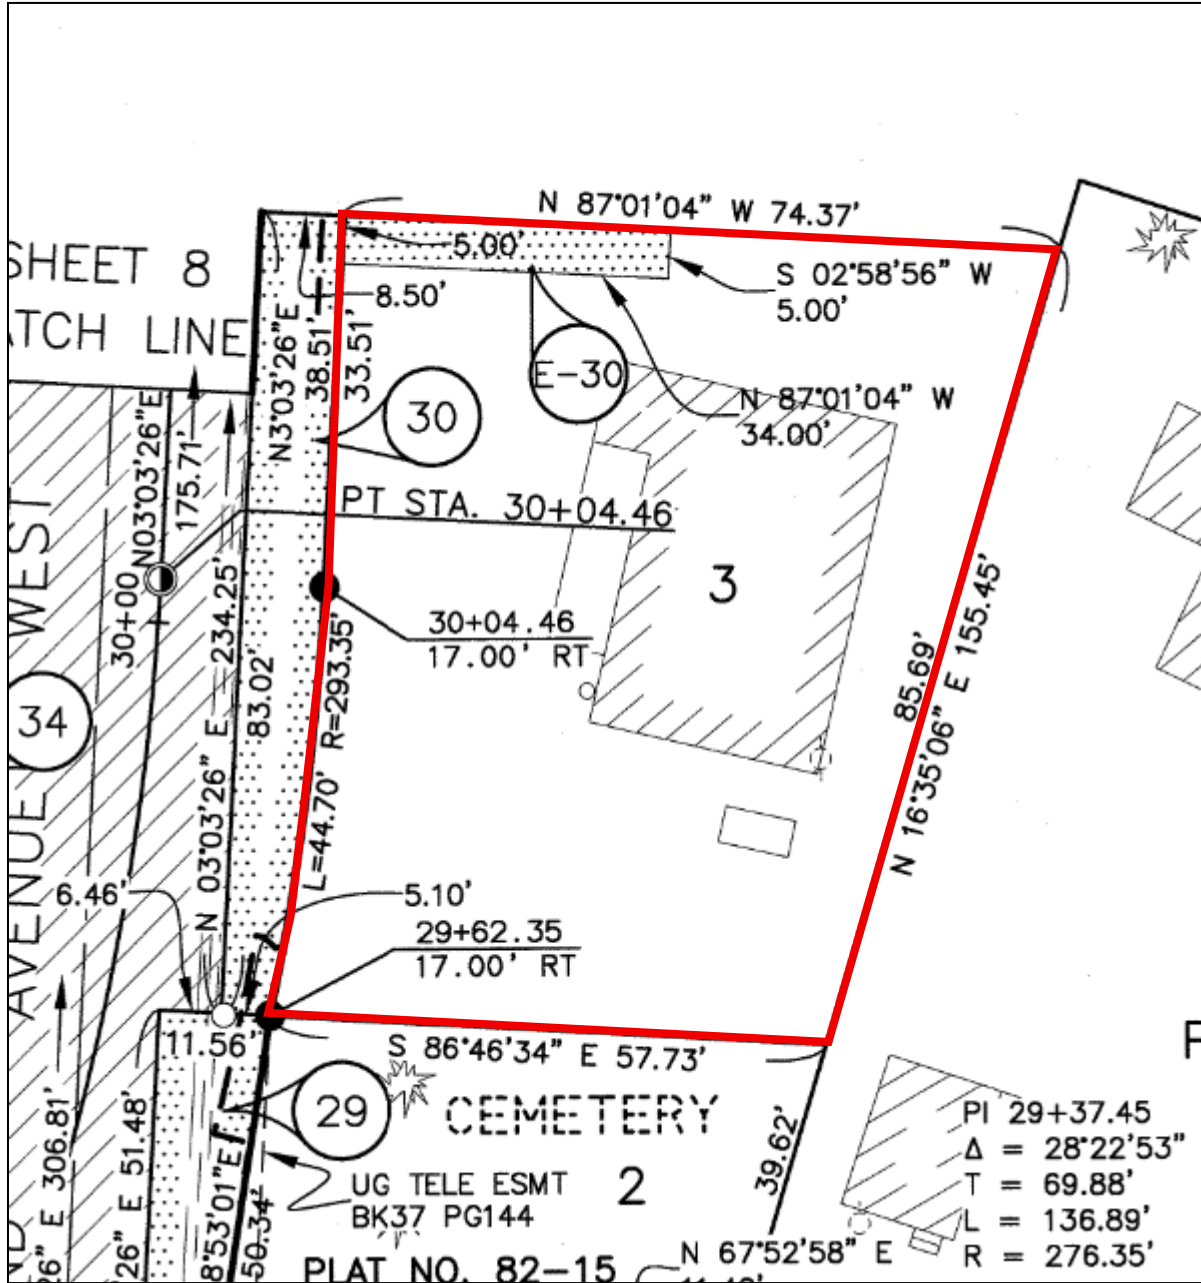 N 87°01'04" W 74.37'
SHEET 8
5.00'
S 02°58'56" W
5.00'
8.50'
ATCH LINE
N3°03'26"E
38.51'
33.51'
E-30
30
N 87°01'04" W
34.00'
N03°03'26"E
175.71'
PT STA. 30+04.46
WEST
30+00
3
N 03°03'26" E 234.25'
83.02'
30+04.46
17.00' RT
L=44.70' R=293.35'
85.69'
N 16°35'06" E 155.45'
34
AVENUE
6.46'
5.10'
29+62.35
17.00' RT
11.56'
S 86°46'34" E 57.73'
29
CEMETERY
39.62'
26" E 306.81'
26" E 51.48'
8°53'01"E
50.34'
UG TELE ESMT
BK37 PG144
2
PI 29+37.45
Δ = 28°22'53"
T = 69.88'
L = 136.89'
R = 276.35'
N 67°52'58" E
PLAT NO. 82-15